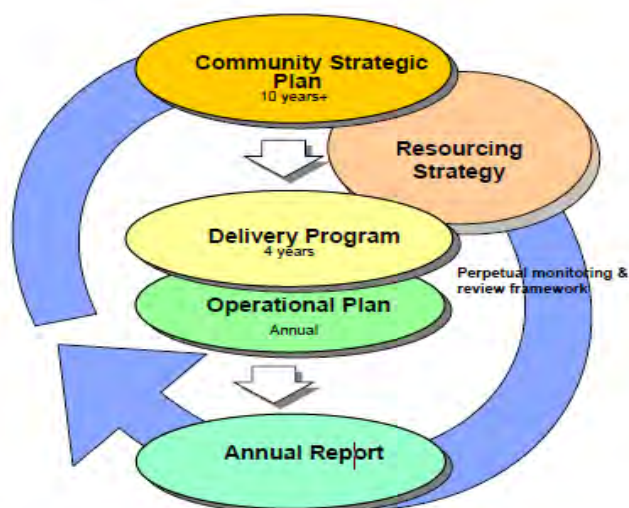 Community Strategic
Plan
10 years+
Resourcing
Strategy
Delivery Program
4 years
Perpetual monitoring &
review framework
Operational Plan
Annual
Annual Report